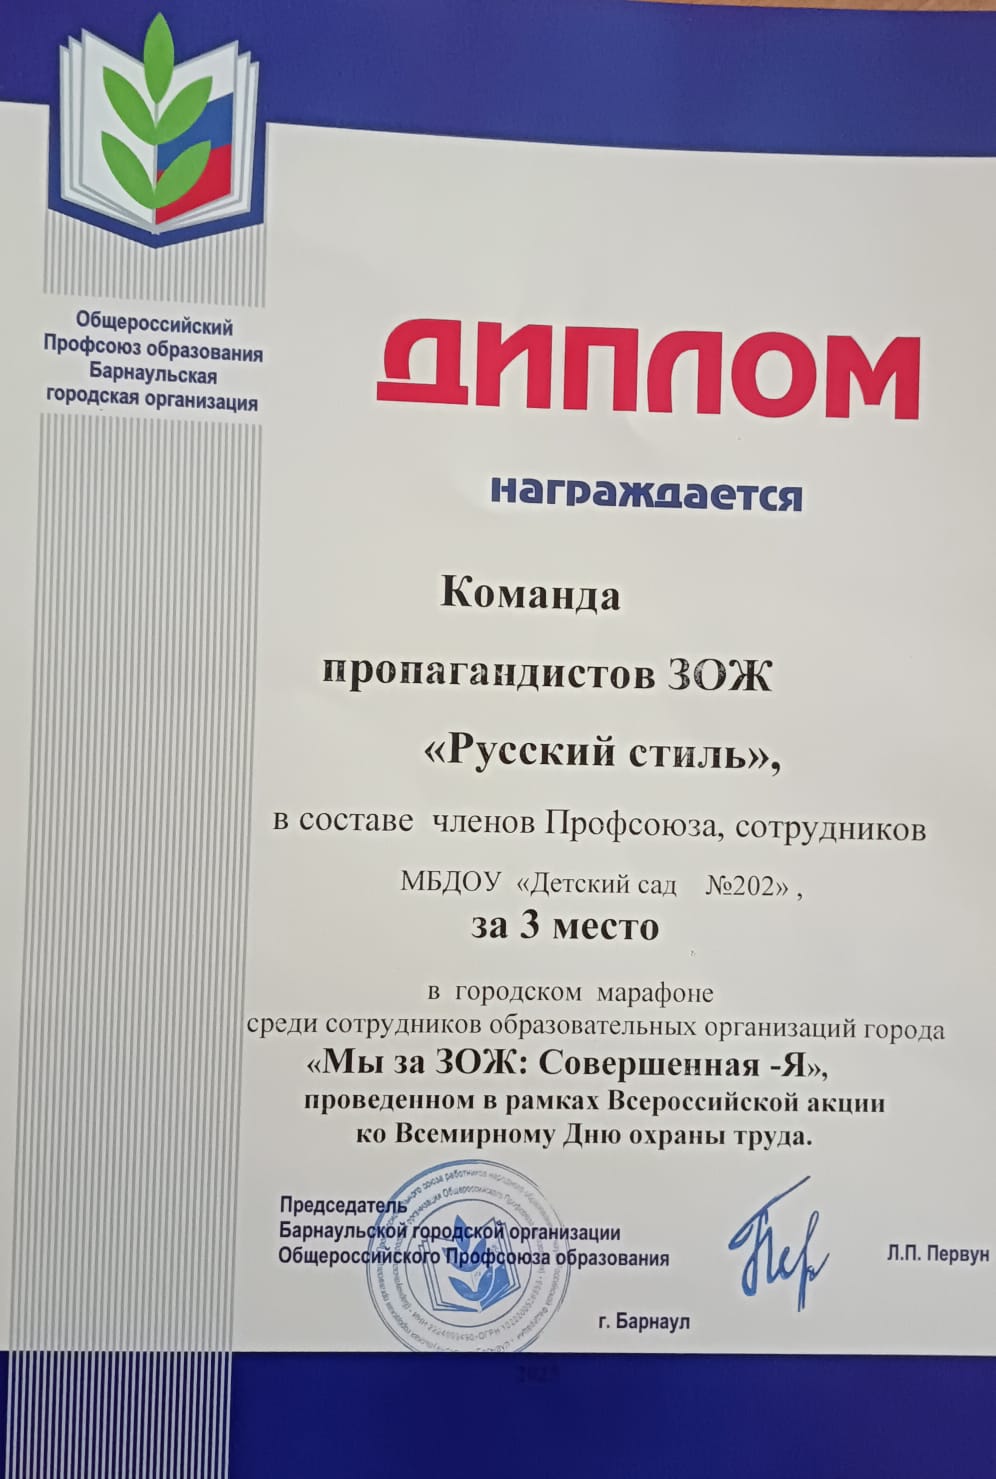 Общероссийский
Профсоюз образования
Барнаульская
городская организация
ДИПЛОМ
награждается
Команда
пропагандистов ЗОЖ
«Русский стиль»,
в составе членов Профсоюза, сотрудников
МБДОУ «Детский сад №202» ,
за 3 место
в городском марафоне
среди сотрудников образовательных организаций города
«Мы за ЗОЖ: Совершенная -Я»,
проведенном в рамках Всероссийской акции
ко Всемирному Дню охраны труда.
Председатель
Барнаульской городской организации
Общероссийского Профсоюза образования
Л.П. Первун
г. Барнаул